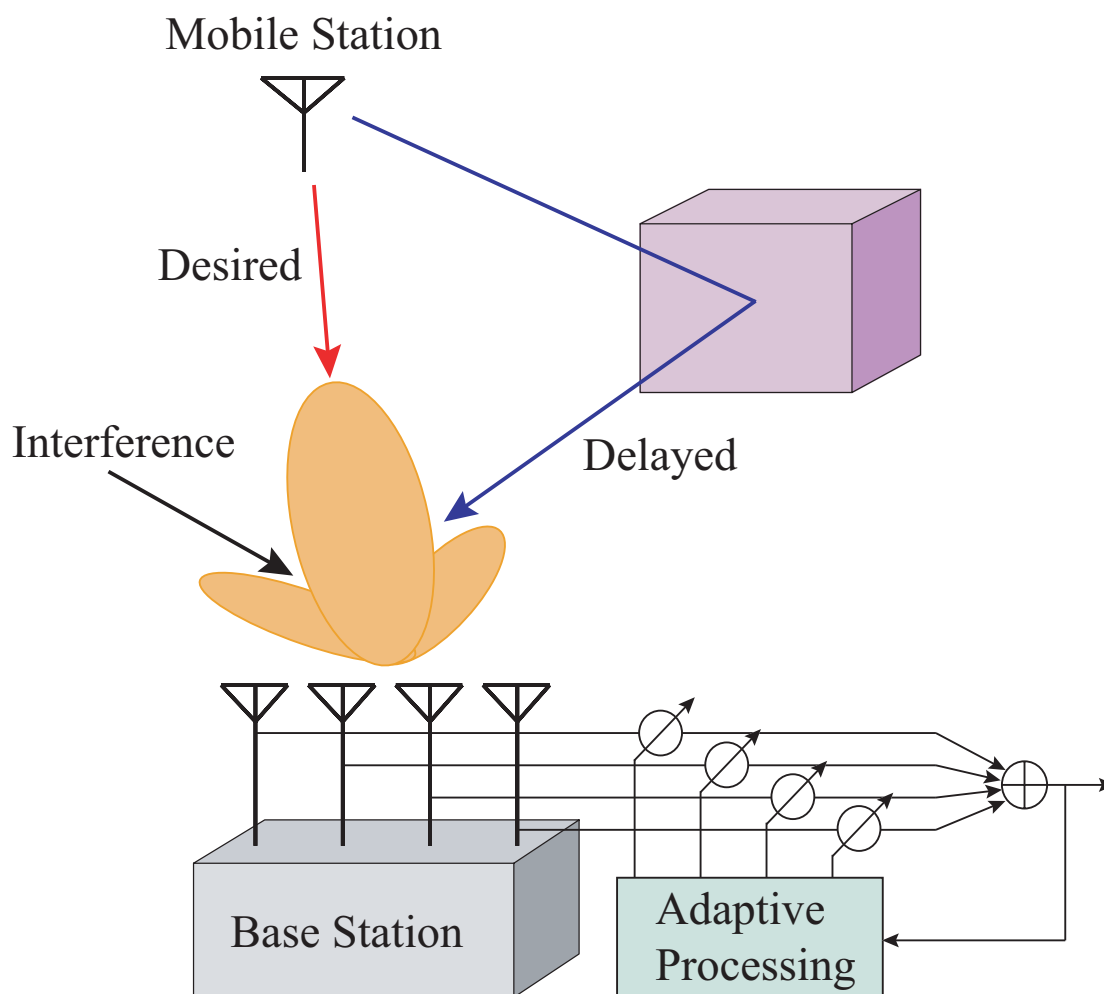 Mobile Station
Desired
Interference
Delayed
Base Station
Adaptive
Processing